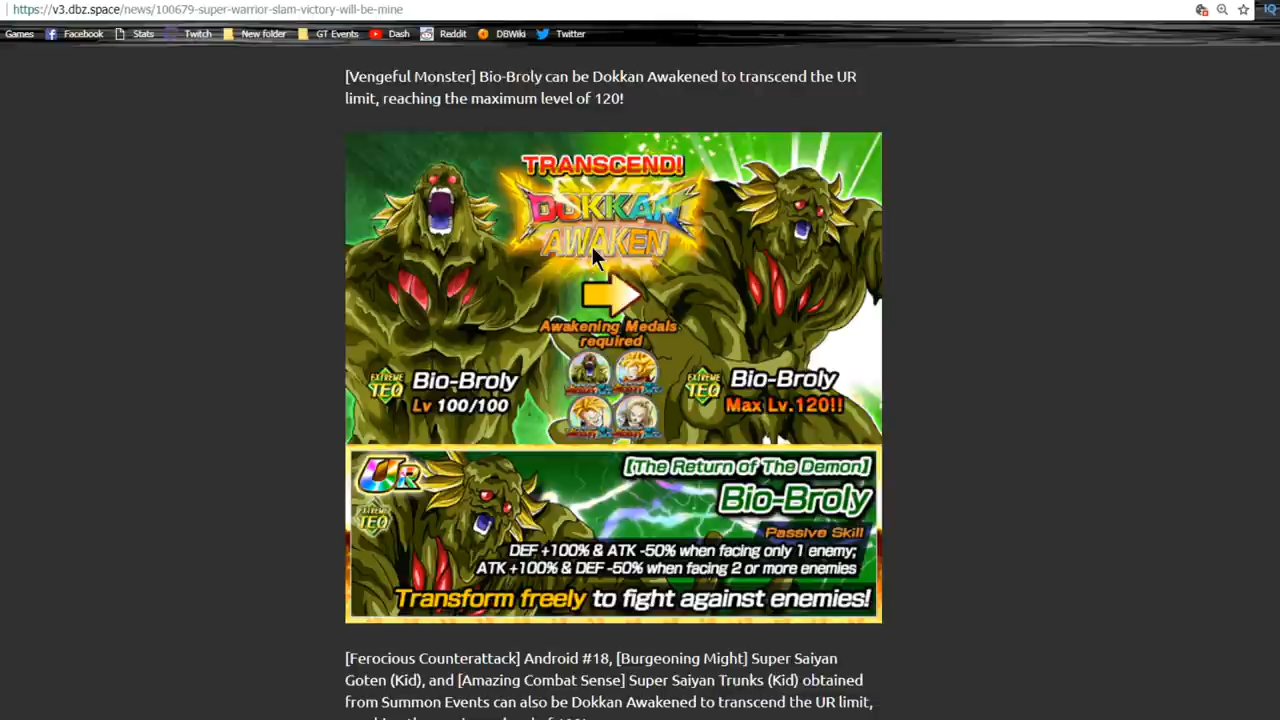 https://v3.dbz.space/news/100679-super-warrior-slam-victory-will-be-mine
Games Facebook Stats Twitch New folder GT Events Dash Reddit DBWiki Twitter
[Vengeful Monster] Bio-Broly can be Dokkan Awakened to transcend the UR
limit, reaching the maximum level of 120!
TRANSCEND!
DOKKAN
AWAKEN
Awakening Medals
required
EXTREME
TEQ
Bio-Broly
Lv 100/100
EXTREME
TEQ
Bio-Broly
Max Lv.120!!
UR
EXTREME
TEQ
[The Return of The Demon]
Bio-Broly
Passive Skill
DEF +100% & ATK -50% when facing only 1 enemy;
ATK +100% & DEF -50% when facing 2 or more enemies
Transform freely to fight against enemies!
[Ferocious Counterattack] Android #18, [Burgeoning Might] Super Saiyan
Goten (Kid), and [Amazing Combat Sense] Super Saiyan Trunks (Kid) obtained
from Summon Events can also be Dokkan Awakened to transcend the UR limit,